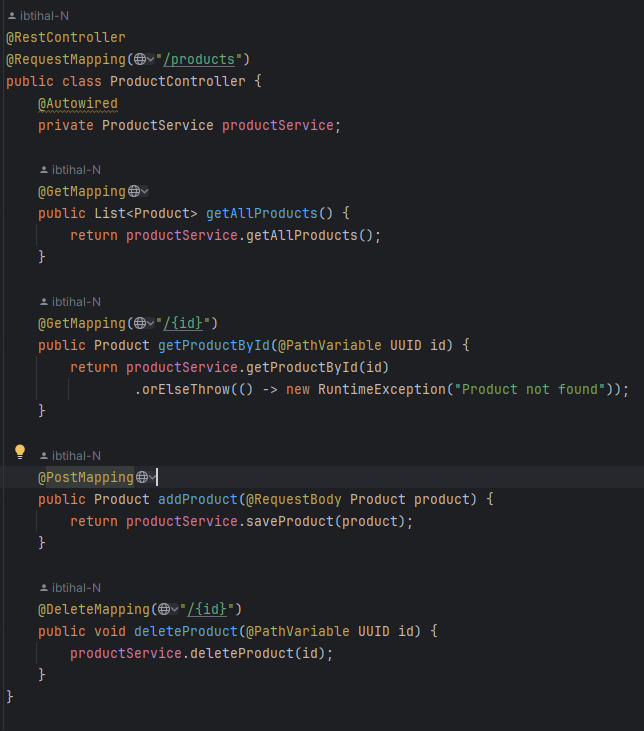 ibtihal-N
@RestController
@RequestMapping("/products")
public class ProductController {
    @Autowired
    private ProductService productService;

    ibtihal-N
    @GetMapping
    public List<Product> getAllProducts() {
        return productService.getAllProducts();
    }

    ibtihal-N
    @GetMapping("/{id}")
    public Product getProductById(@PathVariable UUID id) {
        return productService.getProductById(id)
                .orElseThrow(() -> new RuntimeException("Product not found"));
    }

    ibtihal-N
    @PostMapping
    public Product addProduct(@RequestBody Product product) {
        return productService.saveProduct(product);
    }

    ibtihal-N
    @DeleteMapping("/{id}")
    public void deleteProduct(@PathVariable UUID id) {
        productService.deleteProduct(id);
    }
}